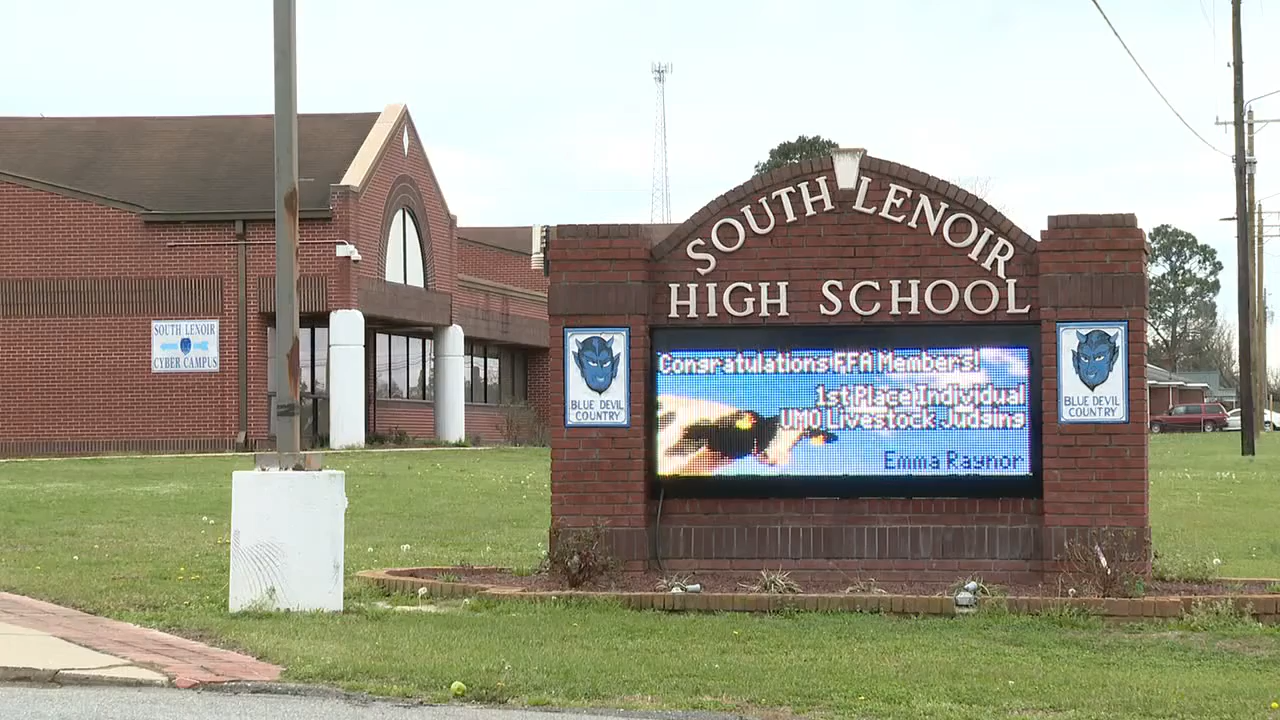 SOUTH LENOIR
HIGH SCHOOL
SOUTH LENOIR
CYBER CAMPUS
BLUE DEVIL
COUNTRY
Congratulations FFA Members!
1st Place Individual
UMO Livestock Judging
Emma Raynor
BLUE DEVIL
COUNTRY